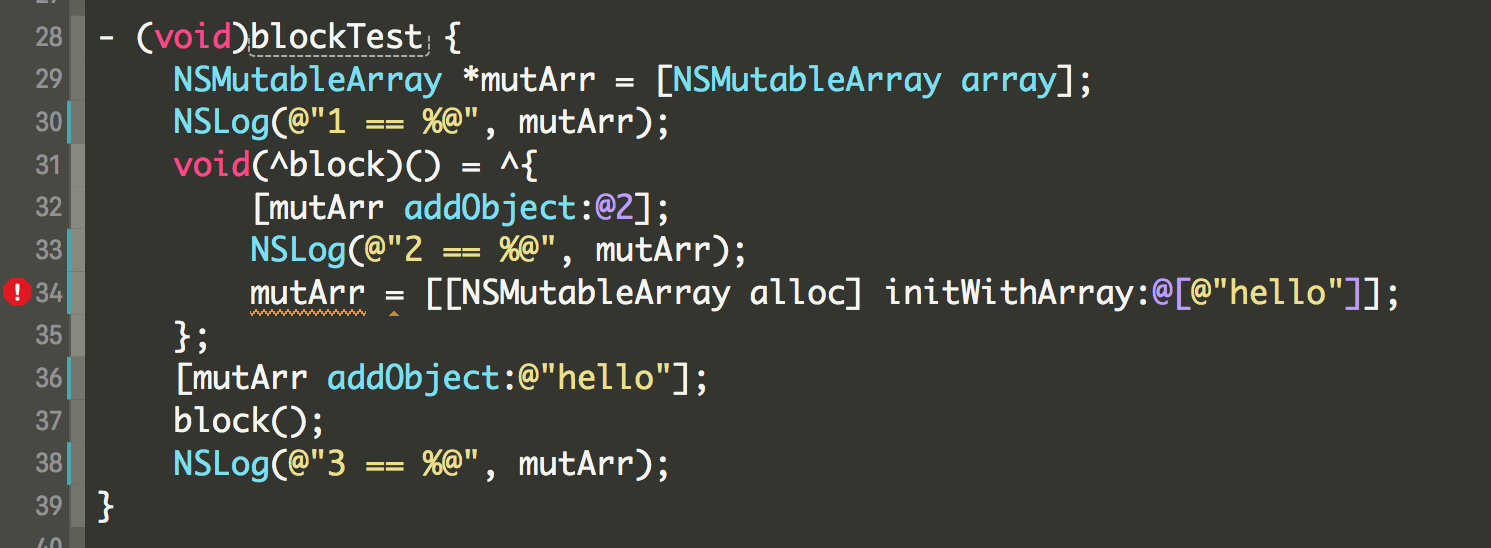 28 - (void)blockTest {
29 NSMutableArray *mutArr = [NSMutableArray array];
30 NSLog(@"1 == %@", mutArr);
31 void(^block)() = ^{
32 [mutArr addObject:@2];
33 NSLog(@"2 == %@", mutArr);
34 mutArr = [[NSMutableArray alloc] initWithArray:@[@"hello"]];
35 };
36 [mutArr addObject:@"hello"];
37 block();
38 NSLog(@"3 == %@", mutArr);
39 }
40